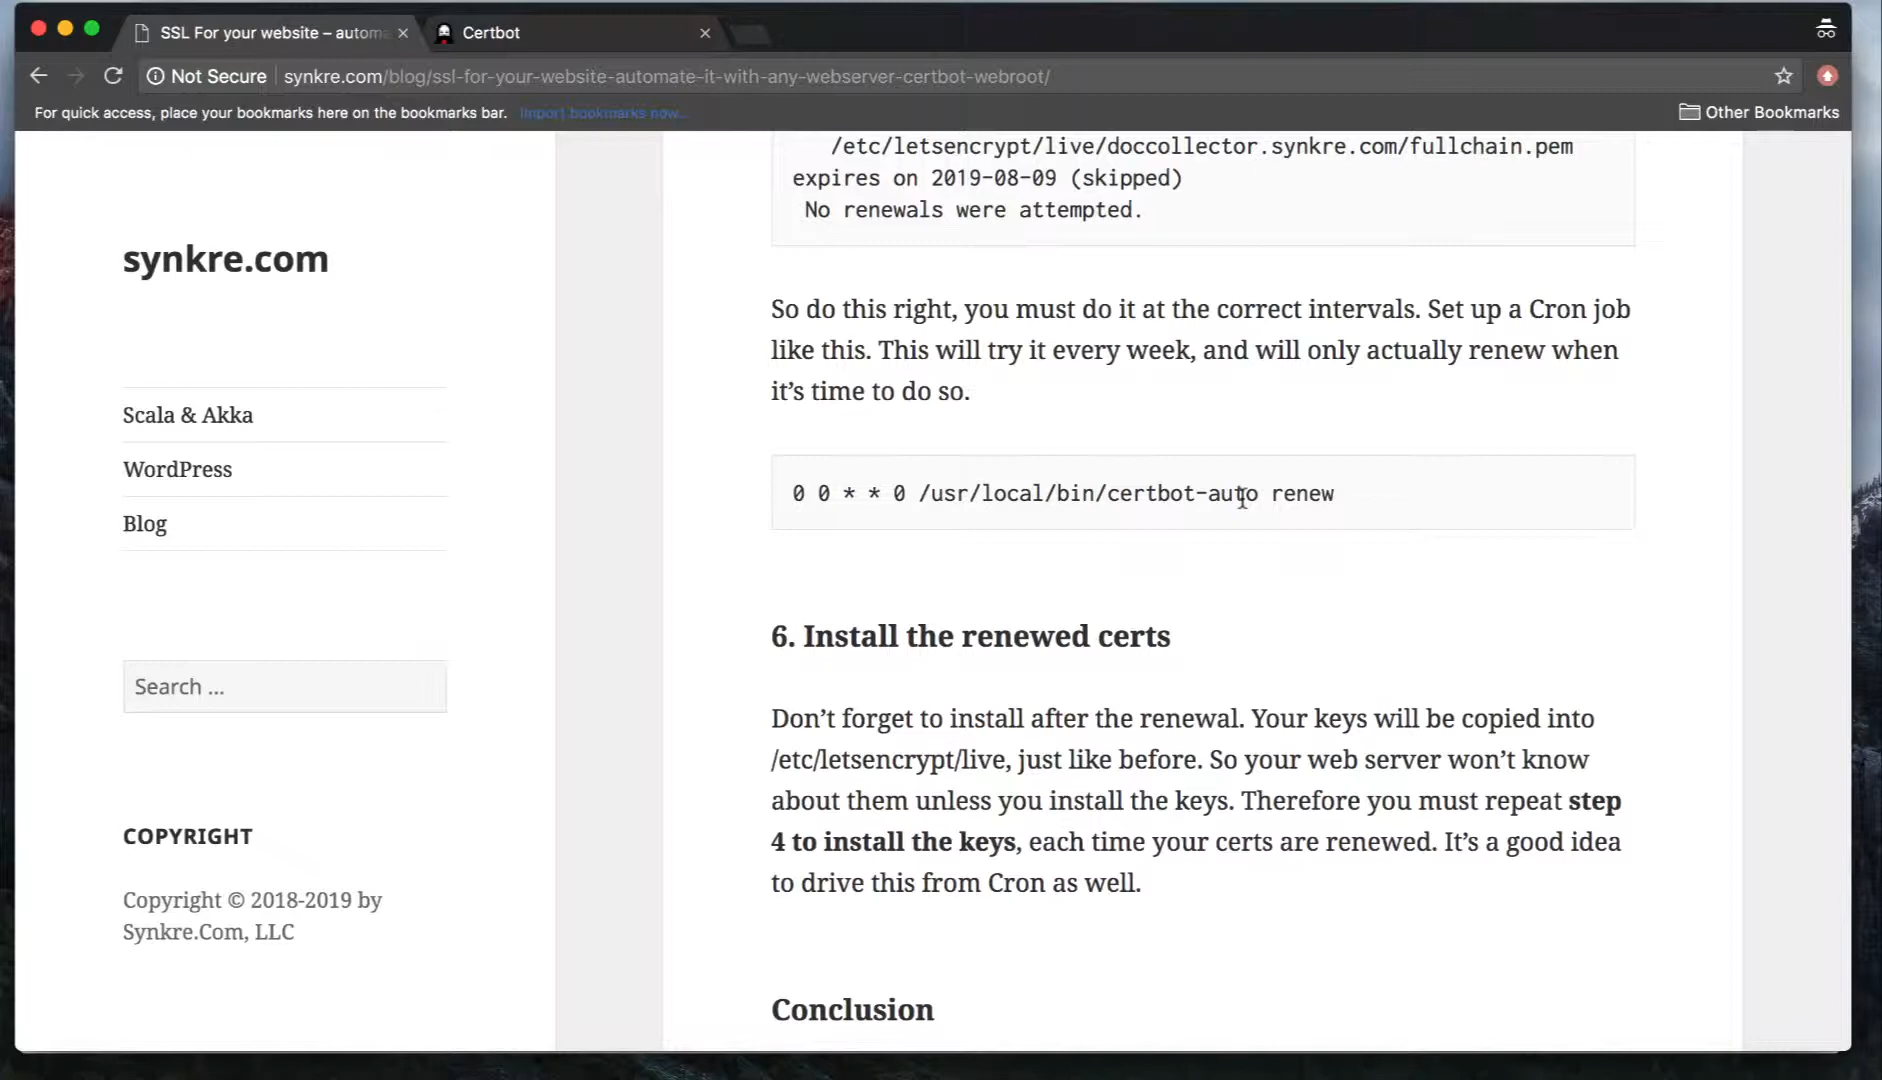 SSL For your website – autom
Certbot
Not Secure
synkre.com/blog/ssl-for-your-website-automate-it-with-any-webserver-certbot-webroot/
For quick access, place your bookmarks here on the bookmarks bar. Import bookmarks now...
Other Bookmarks
synkre.com
Scala & Akka
WordPress
Blog
Search ...
COPYRIGHT
Copyright © 2018-2019 by
Synkre.Com, LLC
/etc/letsencrypt/live/doccollector.synkre.com/fullchain.pem
expires on 2019-08-09 (skipped)
No renewals were attempted.
So do this right, you must do it at the correct intervals. Set up a Cron job
like this. This will try it every week, and will only actually renew when
it’s time to do so.
0 0 * * 0 /usr/local/bin/certbot-auto renew
6. Install the renewed certs
Don’t forget to install after the renewal. Your keys will be copied into
/etc/letsencrypt/live, just like before. So your web server won’t know
about them unless you install the keys. Therefore you must repeat step
4 to install the keys, each time your certs are renewed. It’s a good idea
to drive this from Cron as well.
Conclusion